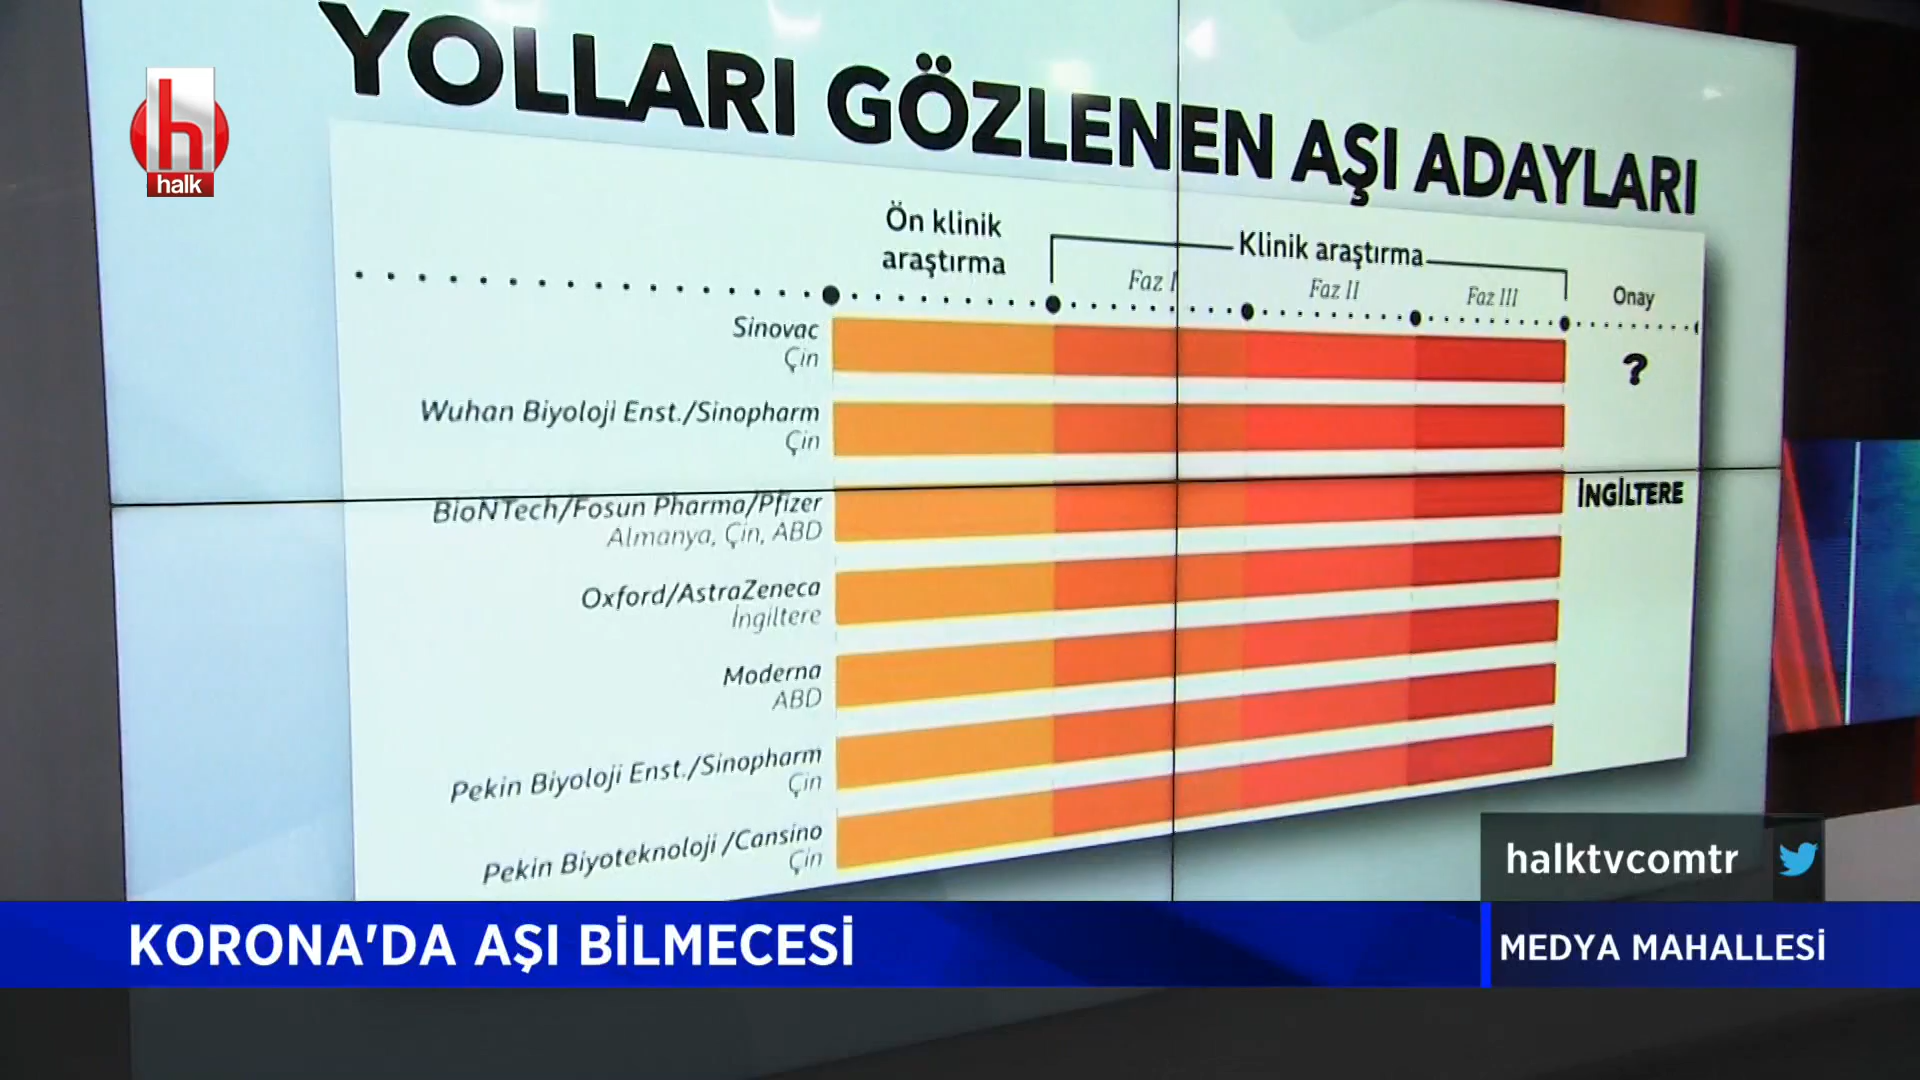 YOLLARI GÖZLENEN AŞI ADAYLARI
h
halk
Ön klinik
araştırma
Klinik araştırma
Faz I
Faz II
Faz III
Onay
Sinovac
Çin
?
Wuhan Biyoloji Enst./Sinopharm
Çin
BioNTech/Fosun Pharma/Pfizer
Almanya, Çin, ABD
İNGİLTERE
Oxford/AstraZeneca
İngiltere
Moderna
ABD
Pekin Biyoloji Enst./Sinopharm
Çin
Pekin Biyoteknoloji /Cansino
Çin
halktvcomtr
KORONA'DA AŞI BİLMECESİ
MEDYA MAHALLESİ